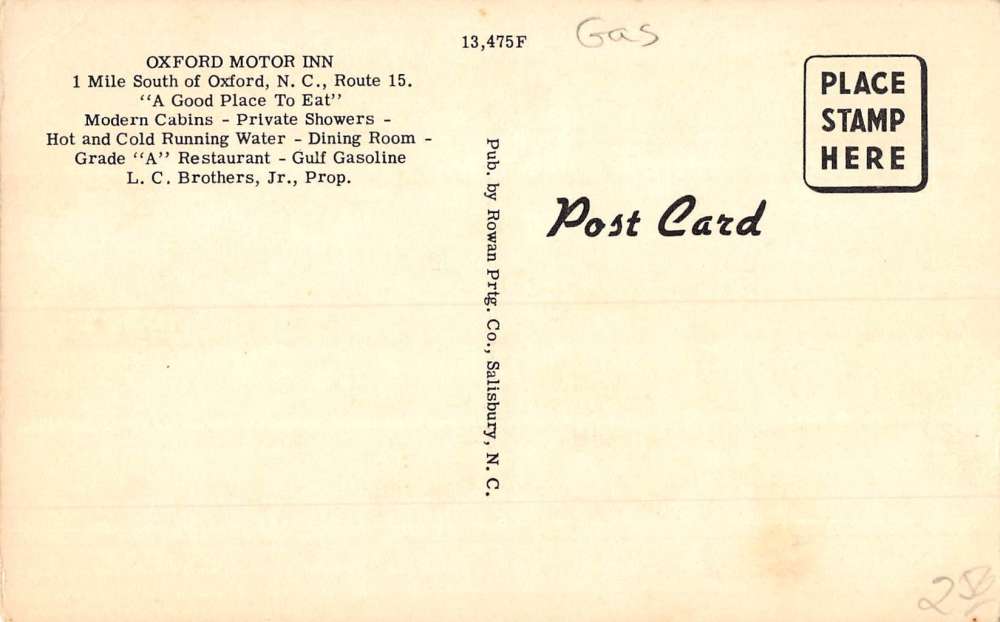 13,475F
Gas
OXFORD MOTOR INN
1 Mile South of Oxford, N. C., Route 15.
"A Good Place To Eat"
Modern Cabins - Private Showers -
Hot and Cold Running Water - Dining Room -
Grade "A" Restaurant - Gulf Gasoline
L. C. Brothers, Jr., Prop.
Pub. by Rowan Prtg. Co., Salisbury, N. C.
PLACE
STAMP
HERE
Post Card
2 50